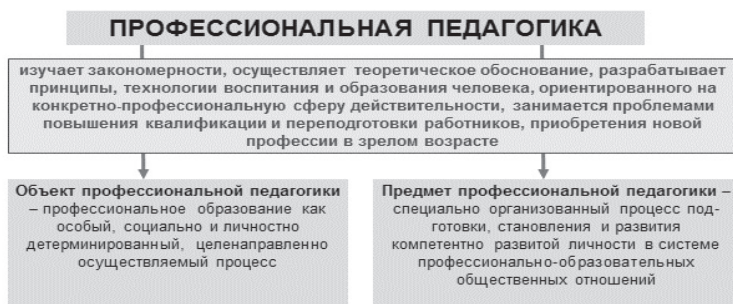 ПРОФЕССИОНАЛЬНАЯ ПЕДАГОГИКА
изучает закономерности, осуществляет теоретическое обоснование, разрабатывает
принципы, технологии воспитания и образования человека, ориентированного на
конкретно-профессиональную сферу действительности, занимается проблемами
повышения квалификации и переподготовки работников, приобретения новой
профессии в зрелом возрасте
Объект профессиональной педагогики
– профессиональное образование как
особый, социально и личностно
детерминированный, целенаправленно
осуществляемый процесс
Предмет профессиональной педагогики –
специально организованный процесс под-
готовки, становления и развития
компетентно развитой личности в системе
профессионально-образовательных
общественных отношений